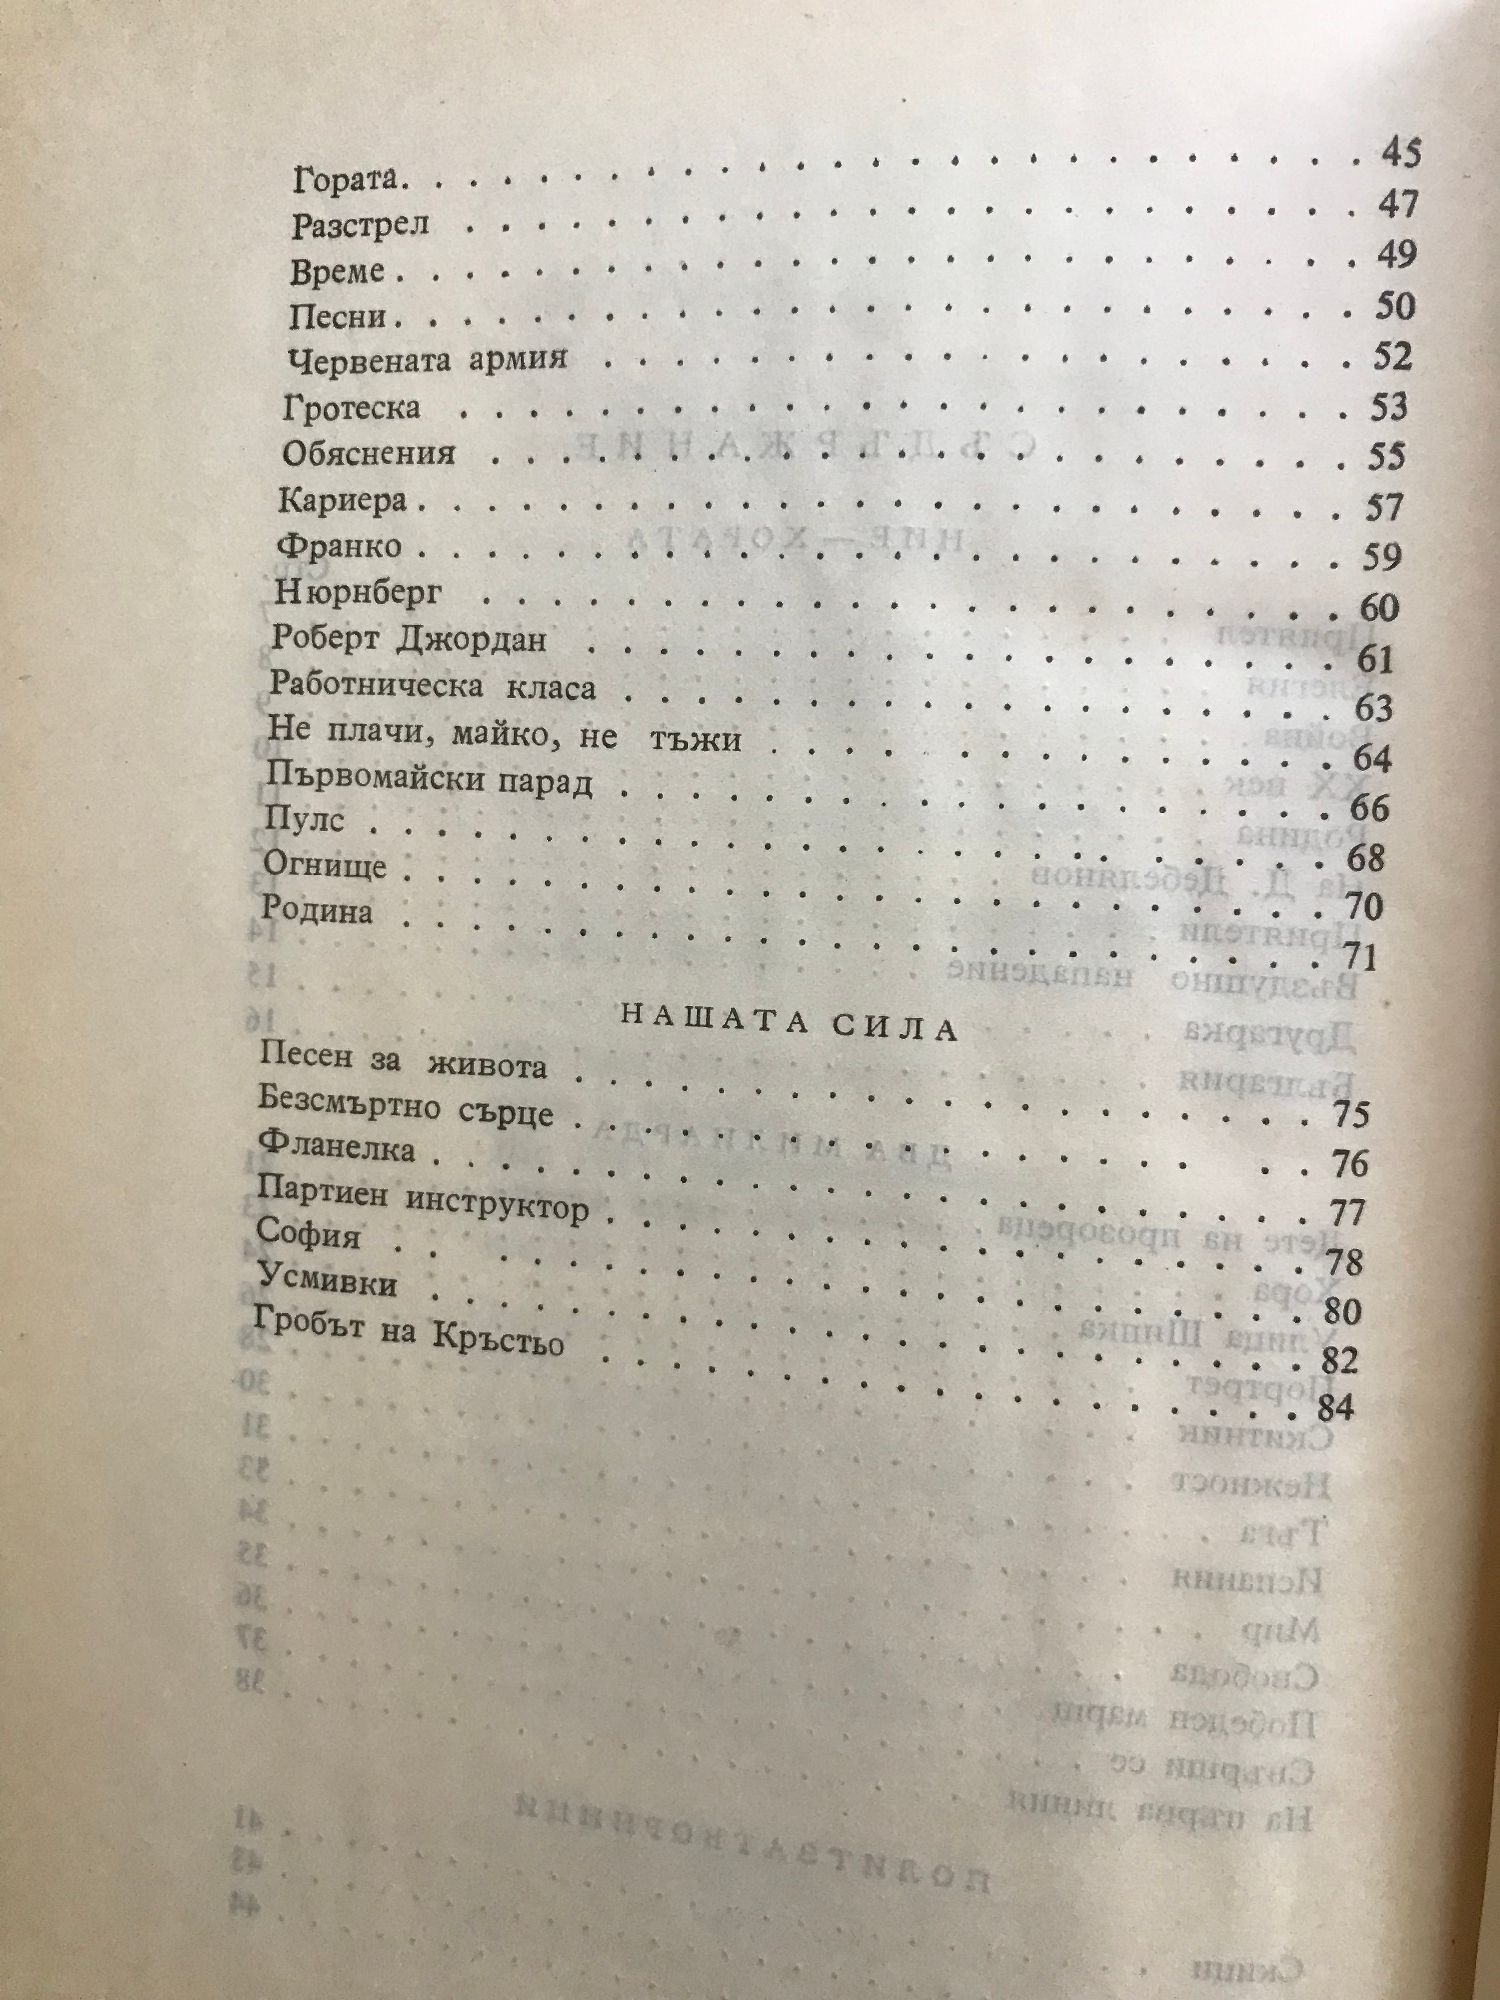 Гората. . . . . . . . . . . . . . . . . . . . . . . . . . . 45
Разстрел . . . . . . . . . . . . . . . . . . . . . . . . . 47
Време . . . . . . . . . . . . . . . . . . . . . . . . . . . 49
Песни . . . . . . . . . . . . . . . . . . . . . . . . . . . 50
Червената армия . . . . . . . . . . . . . . . . . . . . . 52
Гротеска . . . . . . . . . . . . . . . . . . . . . . . . . 53
Обяснения . . . . . . . . . . . . . . . . . . . . . . . . 55
Кариера . . . . . . . . . . . . . . . . . . . . . . . . . . 57
Франко . . . . . . . . . . . . . . . . . . . . . . . . . . 59
Нюрнберг . . . . . . . . . . . . . . . . . . . . . . . . 60
Роберт Джордан . . . . . . . . . . . . . . . . . . . . . 61
Работническа класа . . . . . . . . . . . . . . . . . . . . 63
Не плачи, майко, не тъжи . . . . . . . . . . . . . . . 64
Първомайски парад . . . . . . . . . . . . . . . . . . . . 66
Пулс . . . . . . . . . . . . . . . . . . . . . . . . . . . 68
Огнище . . . . . . . . . . . . . . . . . . . . . . . . . . 70
Родина . . . . . . . . . . . . . . . . . . . . . . . . . . 71
НАШАТА СИЛА
Песен за живота . . . . . . . . . . . . . . . . . . . . . 75
Безсмъртно сърце . . . . . . . . . . . . . . . . . . . . 76
Фланелка . . . . . . . . . . . . . . . . . . . . . . . . . 77
Партиен инструктор . . . . . . . . . . . . . . . . . . . . 78
София . . . . . . . . . . . . . . . . . . . . . . . . . . 80
Усмивки . . . . . . . . . . . . . . . . . . . . . . . . . 82
Гробът на Кръстьо . . . . . . . . . . . . . . . . . . . . 84